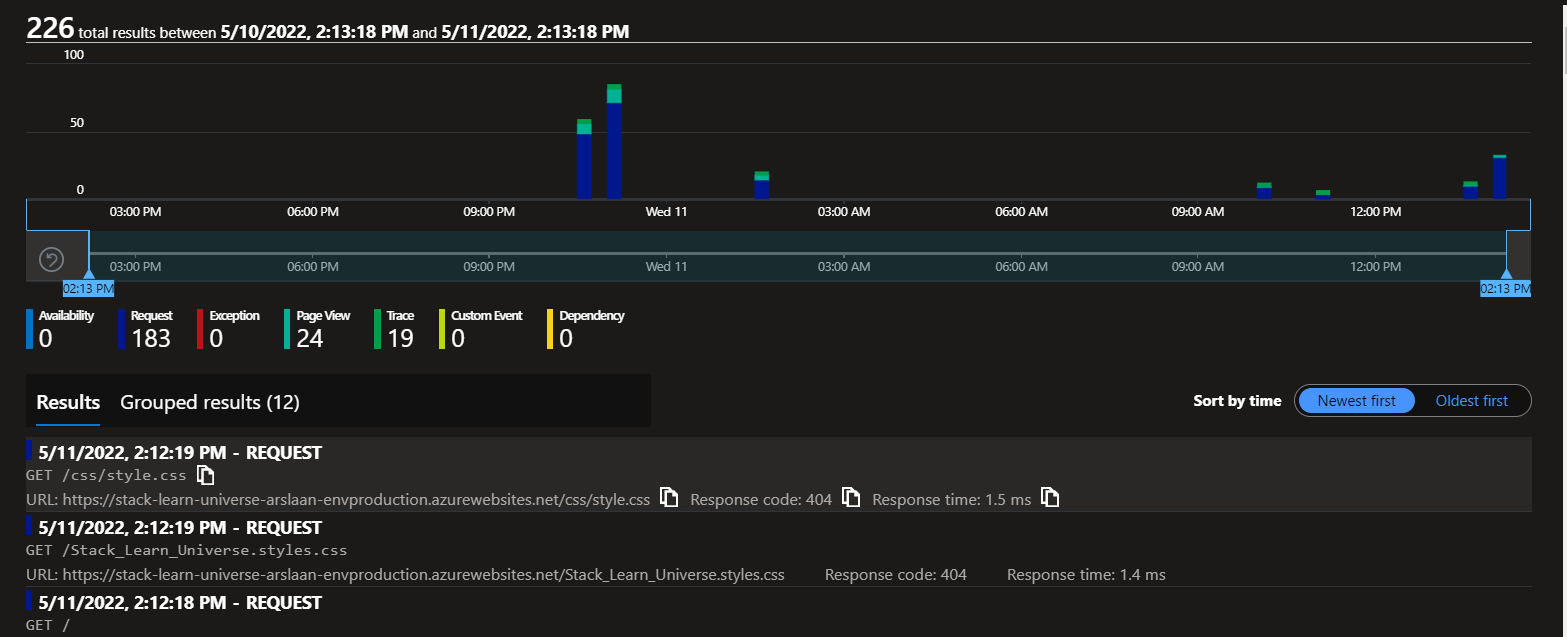 226 total results between 5/10/2022, 2:13:18 PM and 5/11/2022, 2:13:18 PM
100
50
0
03:00 PM 06:00 PM 09:00 PM Wed 11 03:00 AM 06:00 AM 09:00 AM 12:00 PM
03:00 PM 06:00 PM 09:00 PM Wed 11 03:00 AM 06:00 AM 09:00 AM 12:00 PM
02:13 PM 02:13 PM
Availability Request Exception Page View Trace Custom Event Dependency
0 183 0 24 19 0 0
Results Grouped results (12) Sort by time Newest first Oldest first
5/11/2022, 2:12:19 PM - REQUEST
GET /css/style.css
URL: https://stack-learn-universe-arslaan-envproduction.azurewebsites.net/css/style.css Response code: 404 Response time: 1.5 ms
5/11/2022, 2:12:19 PM - REQUEST
GET /Stack_Learn_Universe.styles.css
URL: https://stack-learn-universe-arslaan-envproduction.azurewebsites.net/Stack_Learn_Universe.styles.css Response code: 404 Response time: 1.4 ms
5/11/2022, 2:12:18 PM - REQUEST
GET /